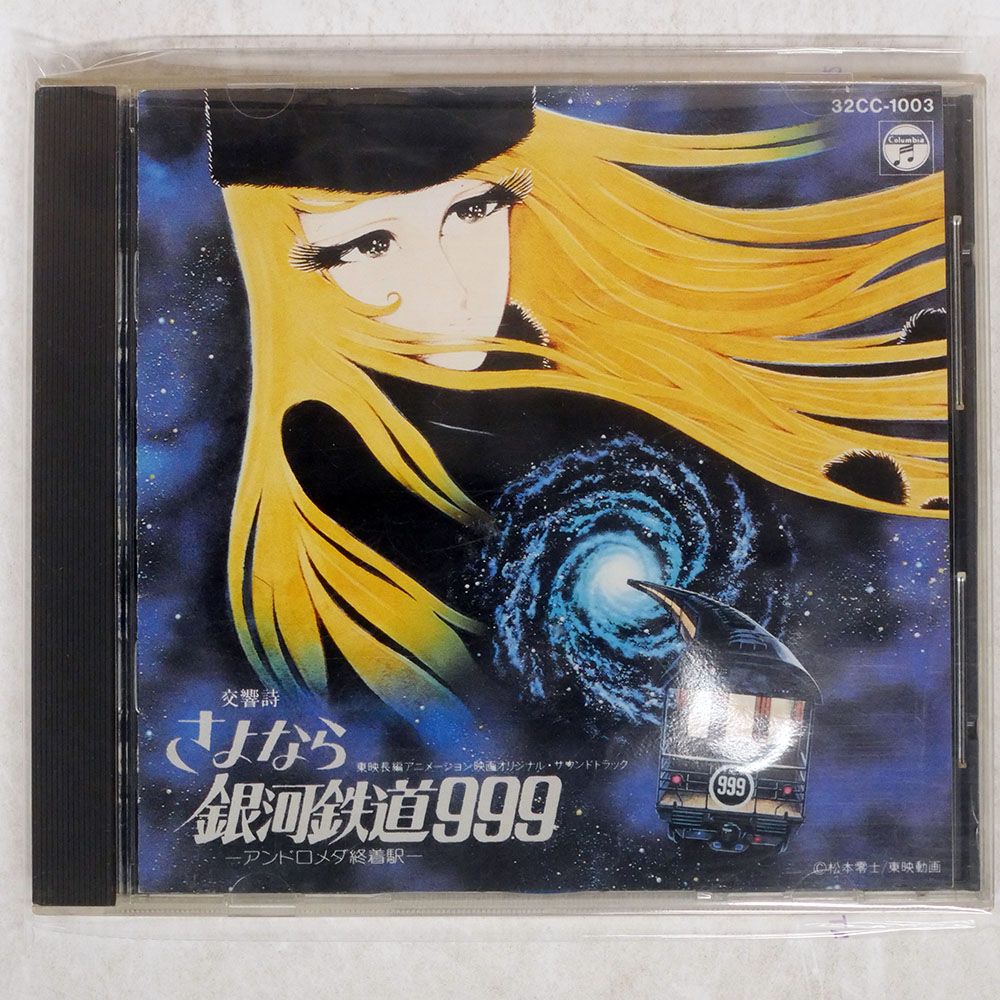 32CC-1003
Columbia
交響詩
さよなら
東映長編アニメーション映画オリジナル・サウンドトラック
銀河鉄道999
—アンドロメダ終着駅—
999
©松本零士/東映動画